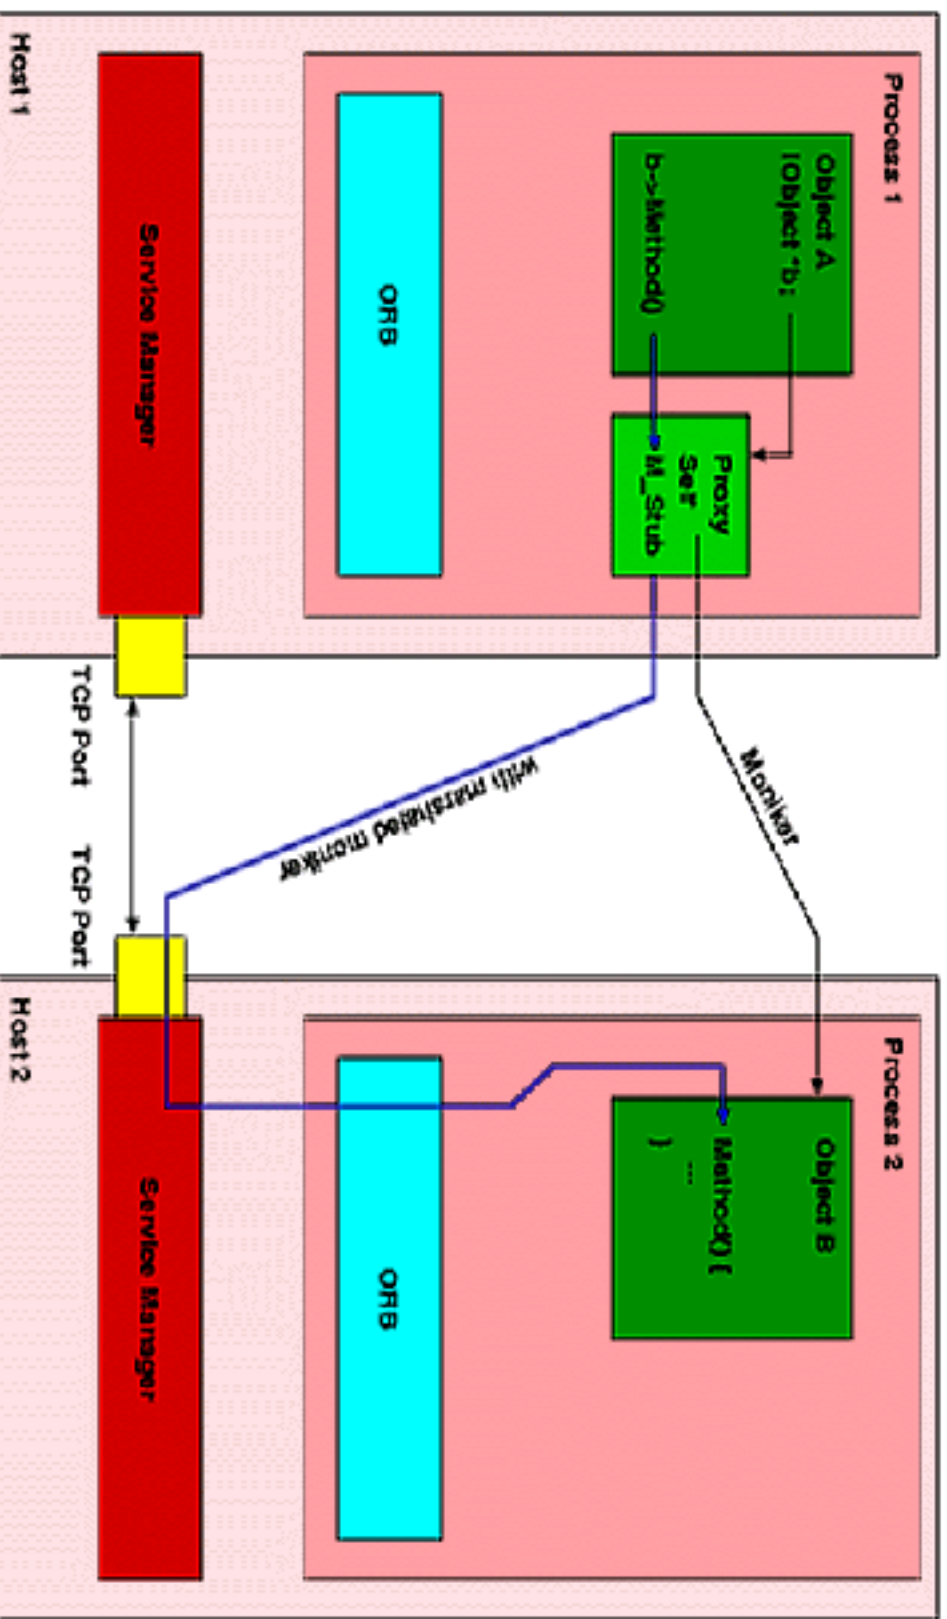 Process 1
Object A
IObject *b;
b->Method()
Proxy
Self
M_Stub
ORB
Service Manager
Host 1
Moniker
with marshaled moniker
TCP Port
TCP Port
Process 2
Object B
Method() {
...
}
ORB
Service Manager
Host 2